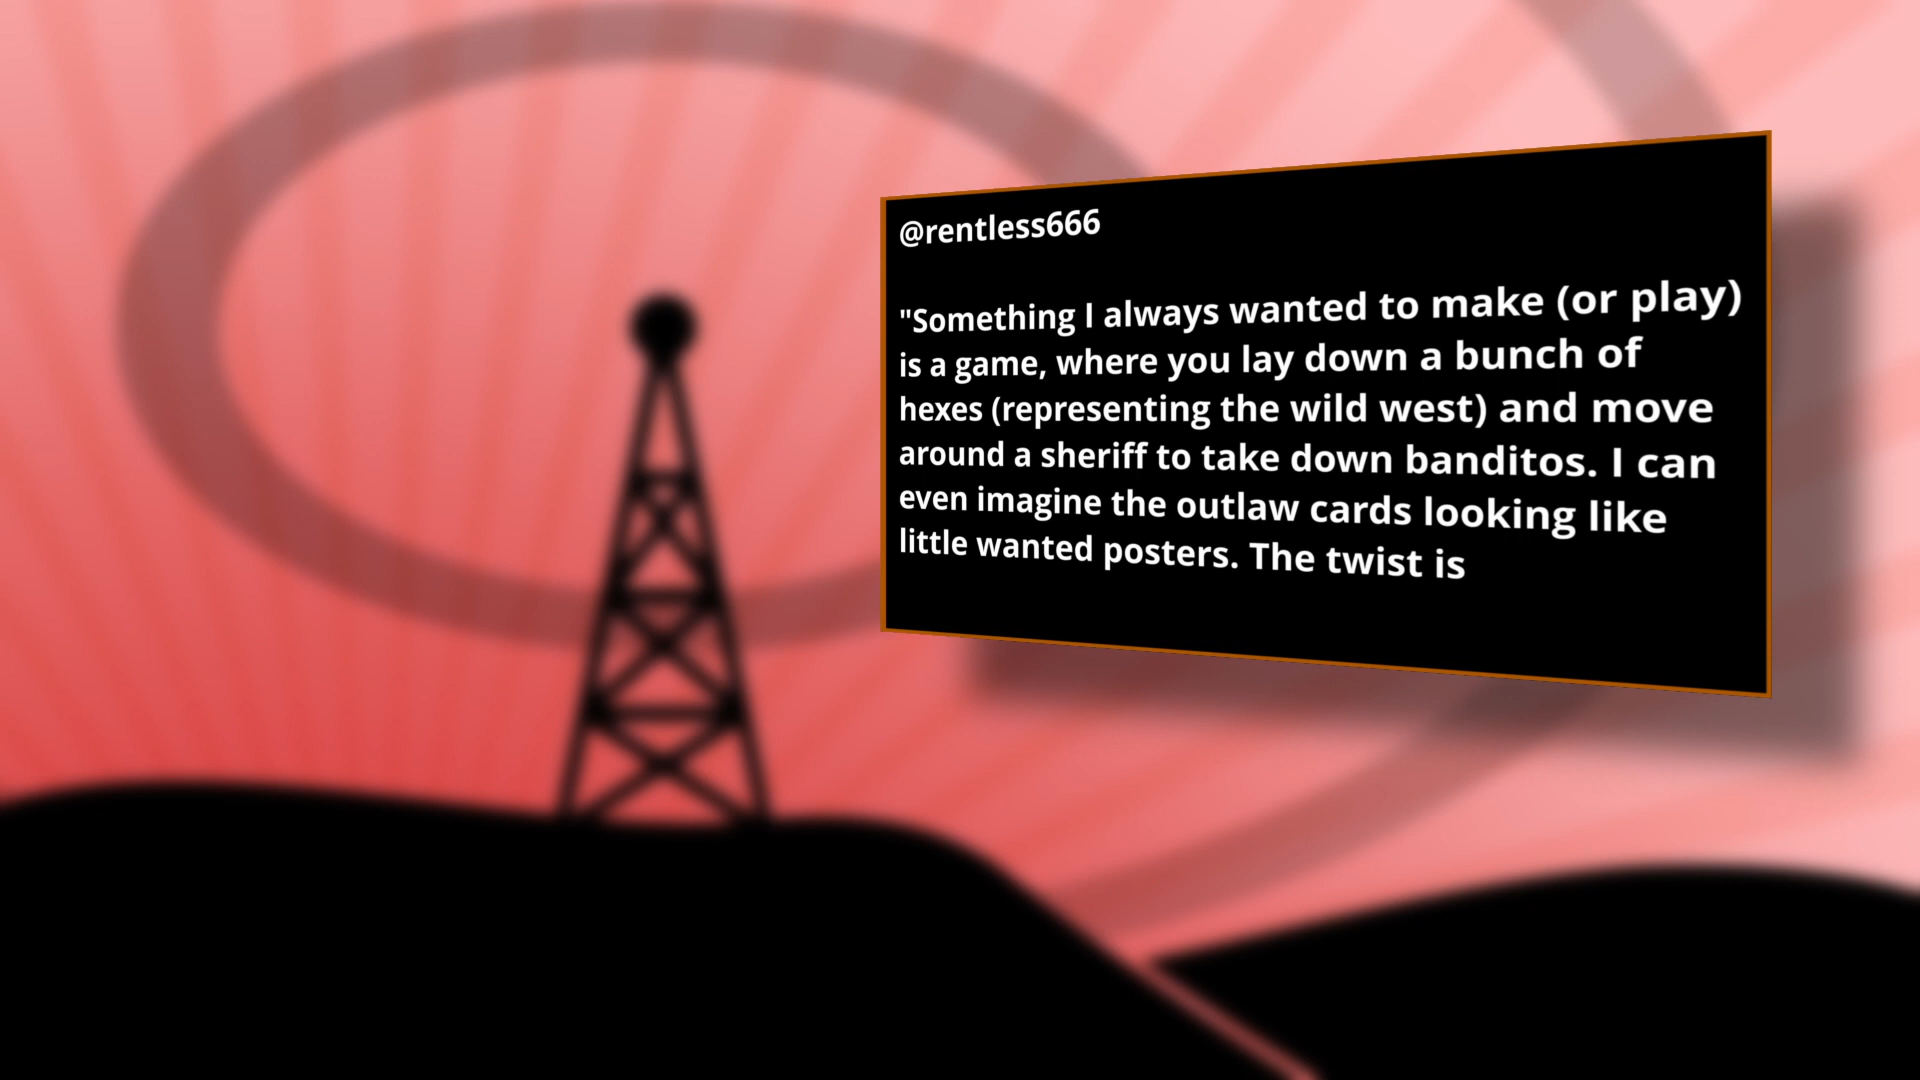 @rentless666
"Something I always wanted to make (or play)
is a game, where you lay down a bunch of
hexes (representing the wild west) and move
around a sheriff to take down banditos. I can
even imagine the outlaw cards looking like
little wanted posters. The twist is